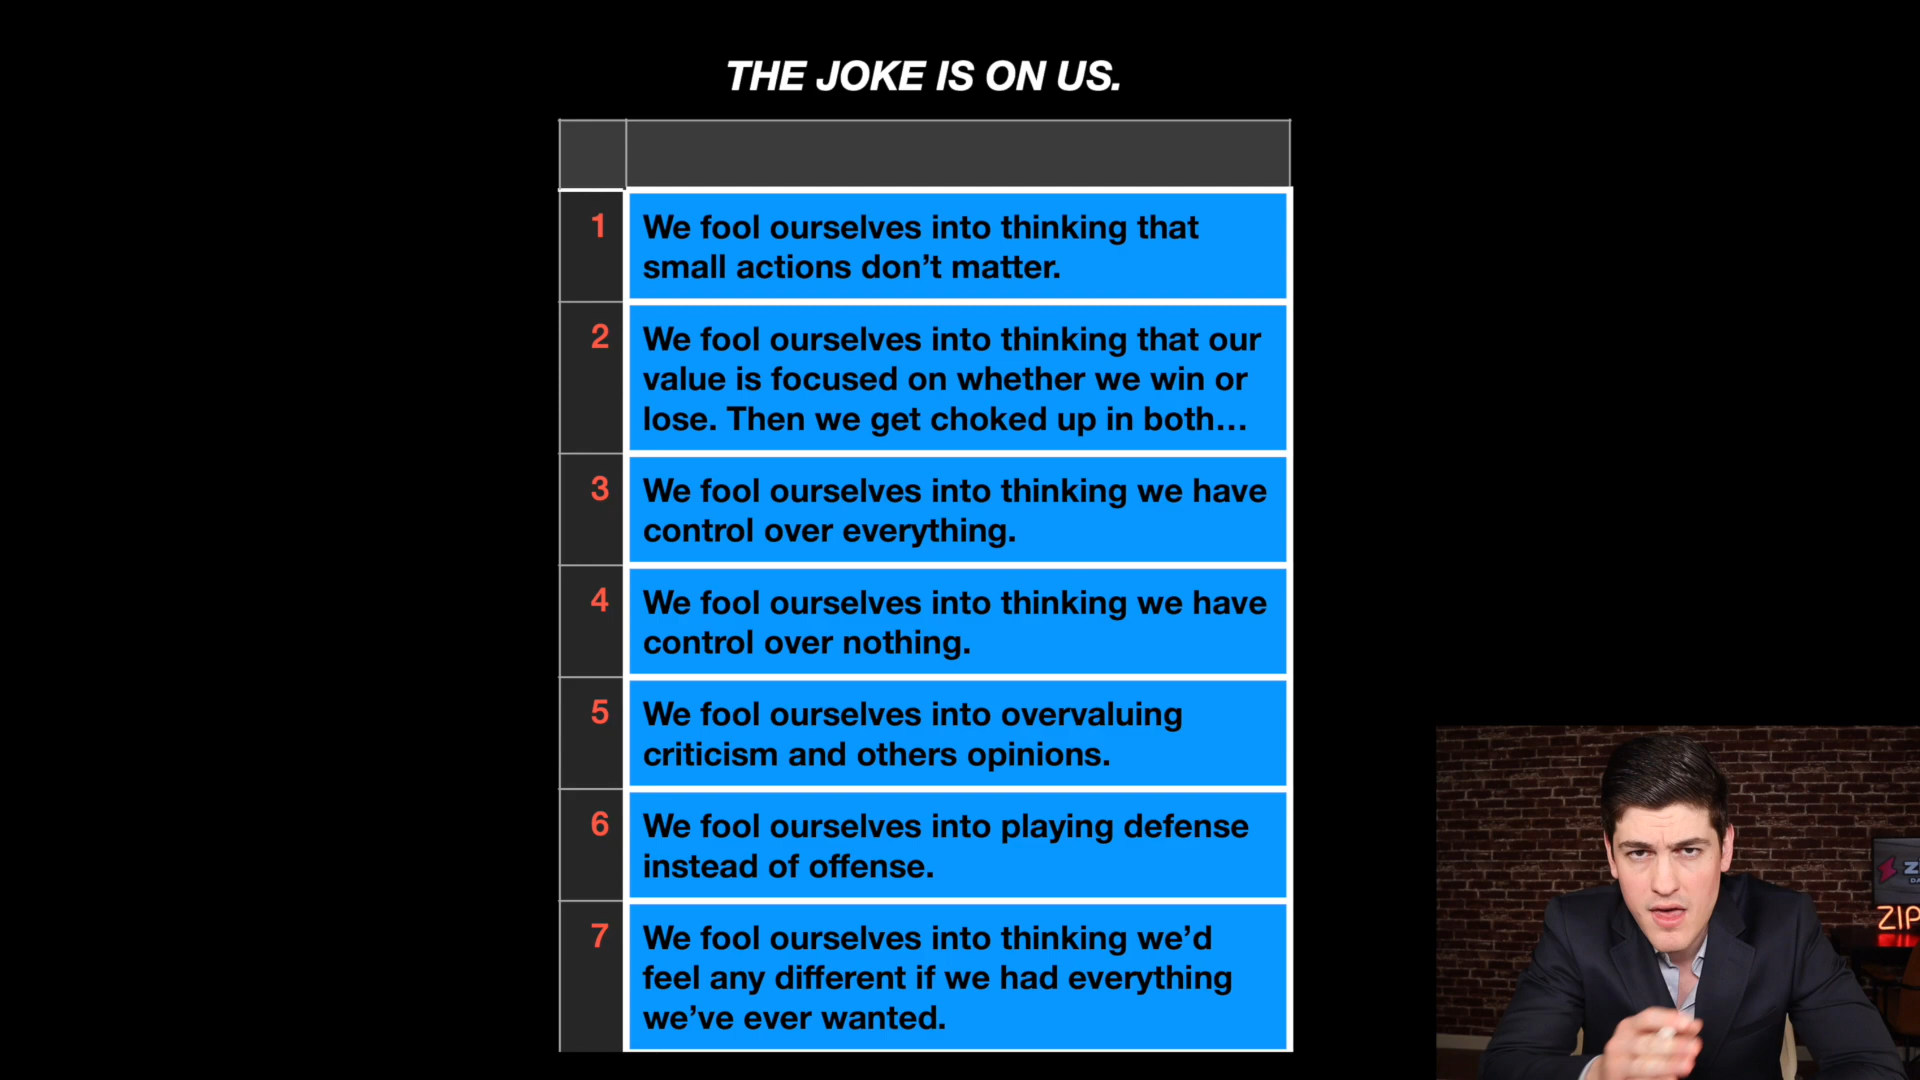 THE JOKE IS ON US.
1
We fool ourselves into thinking that
small actions don’t matter.
2
We fool ourselves into thinking that our
value is focused on whether we win or
lose. Then we get choked up in both…
3
We fool ourselves into thinking we have
control over everything.
4
We fool ourselves into thinking we have
control over nothing.
5
We fool ourselves into overvaluing
criticism and others opinions.
6
We fool ourselves into playing defense
instead of offense.
7
We fool ourselves into thinking we’d
feel any different if we had everything
we’ve ever wanted.
ZIP